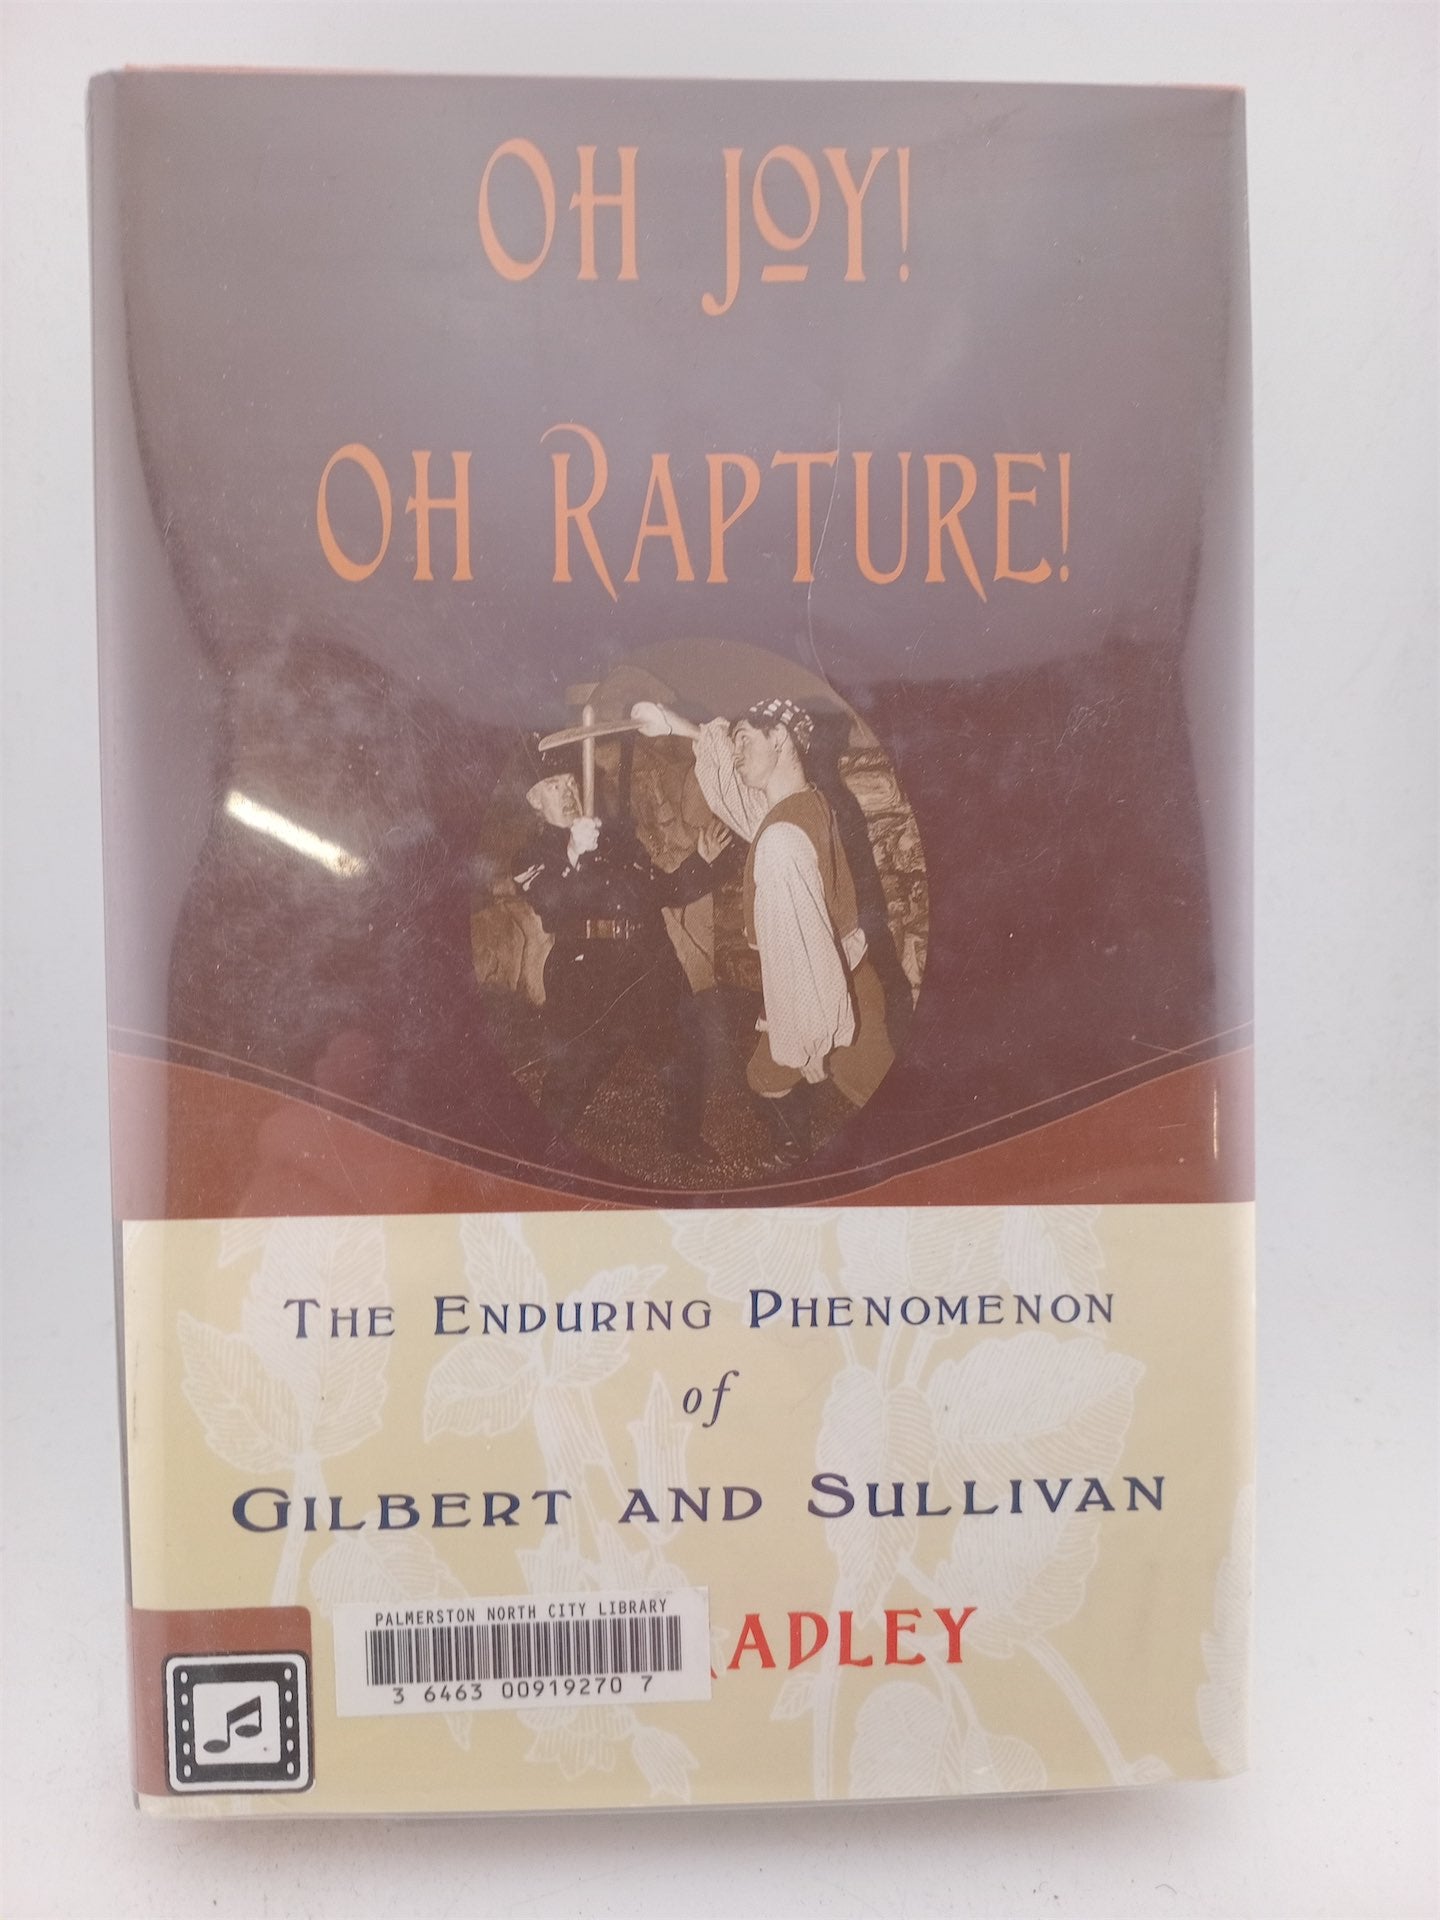 OH JOY!
OH RAPTURE!
THE ENDURING PHENOMENON
of
GILBERT AND SULLIVAN
ADLEY
PALMERSTON NORTH CITY LIBRARY
3 6463 00919270 7